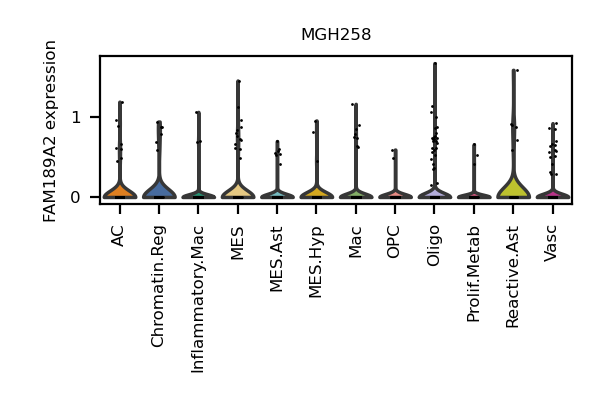 MGH258
FAM189A2 expression
1
0
AC
Chromatin.Reg
Inflammatory.Mac
MES
MES.Ast
MES.Hyp
Mac
OPC
Oligo
Prolif.Metab
Reactive.Ast
Vasc